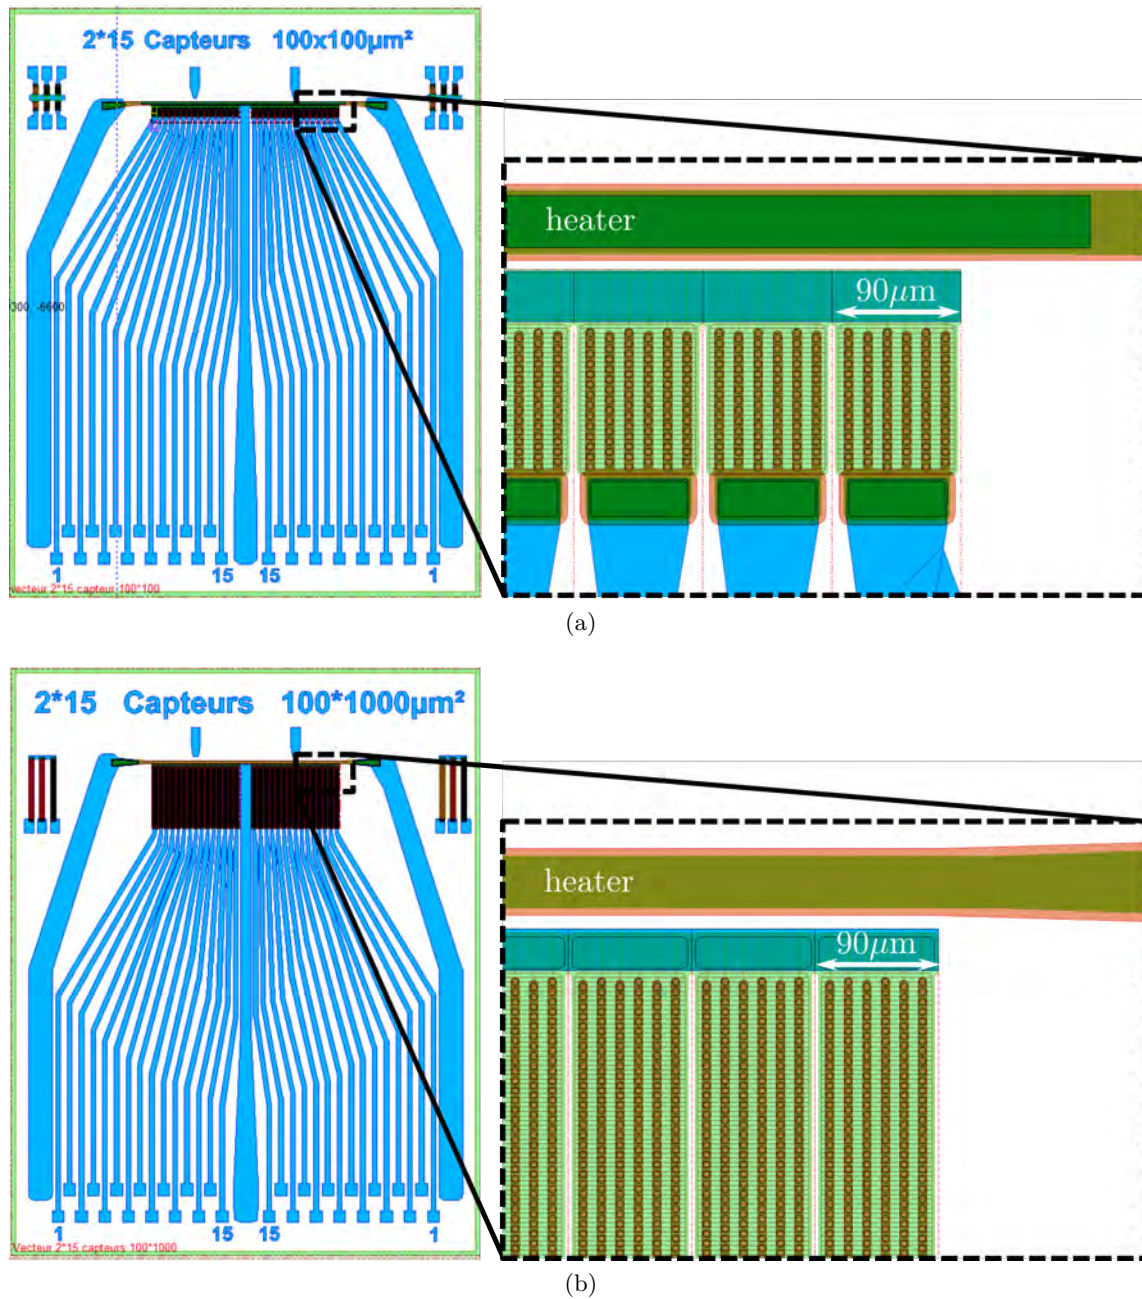 2*15 Capteurs 100x100µm²
heater
90µm
300, -6600
1 15 15 1
vecteur 2*15 capteur 100*100
(a)
2*15 Capteurs 100*1000µm²
heater
90µm
1 15 15 1
Vecteur 2*15 capteurs 100*1000
(b)